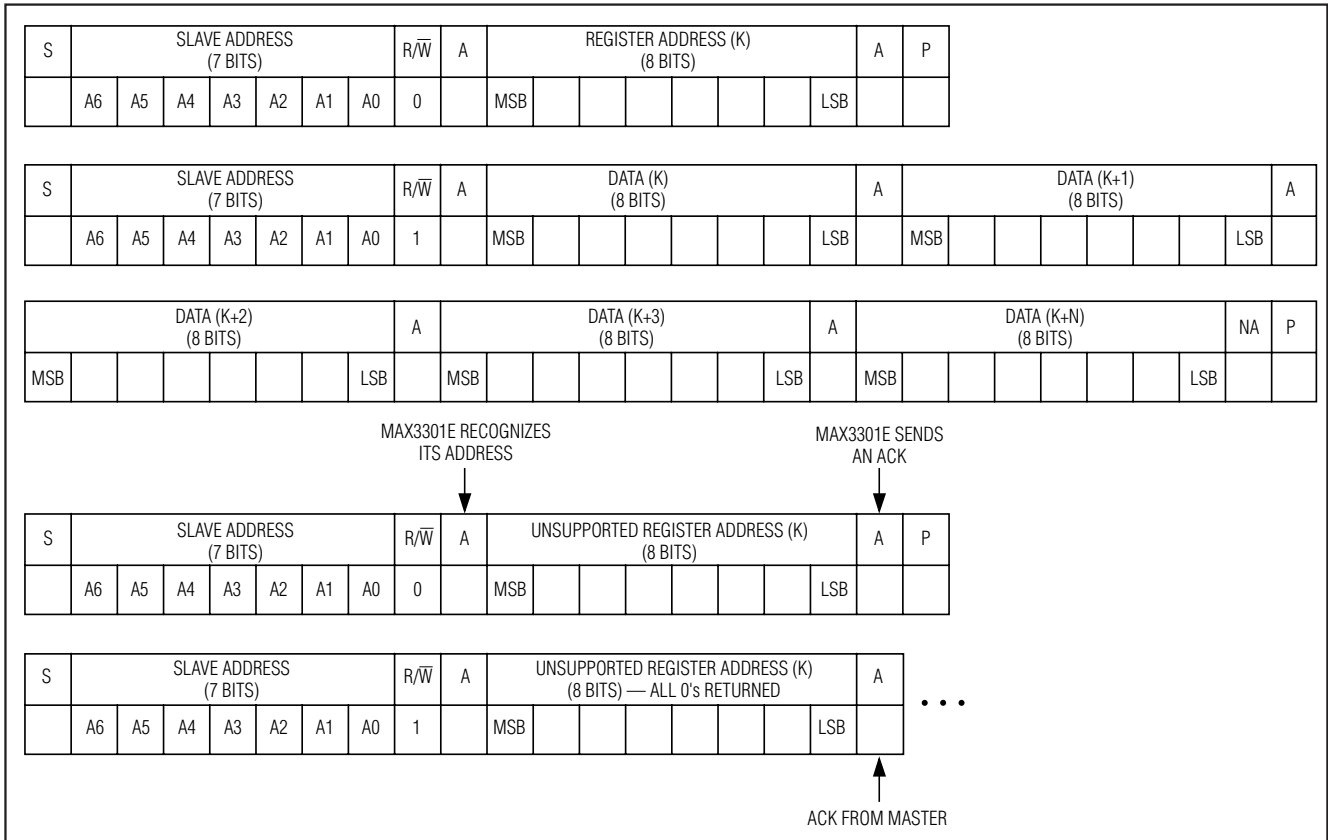 S SLAVE ADDRESS R/W̅ A REGISTER ADDRESS (K) A P
(7 BITS) (8 BITS)
A6 A5 A4 A3 A2 A1 A0 0 MSB LSB
S SLAVE ADDRESS R/W̅ A DATA (K) A DATA (K+1) A
(7 BITS) (8 BITS) (8 BITS)
A6 A5 A4 A3 A2 A1 A0 1 MSB LSB MSB LSB
DATA (K+2) A DATA (K+3) A DATA (K+N) NA P
(8 BITS) (8 BITS) (8 BITS)
MSB LSB MSB LSB MSB LSB
MAX3301E RECOGNIZES MAX3301E SENDS
ITS ADDRESS AN ACK
S SLAVE ADDRESS R/W̅ A UNSUPPORTED REGISTER ADDRESS (K) A P
(7 BITS) (8 BITS)
A6 A5 A4 A3 A2 A1 A0 0 MSB LSB
S SLAVE ADDRESS R/W̅ A UNSUPPORTED REGISTER ADDRESS (K) A
(7 BITS) (8 BITS) — ALL 0's RETURNED
• • •
A6 A5 A4 A3 A2 A1 A0 1 MSB LSB
ACK FROM MASTER